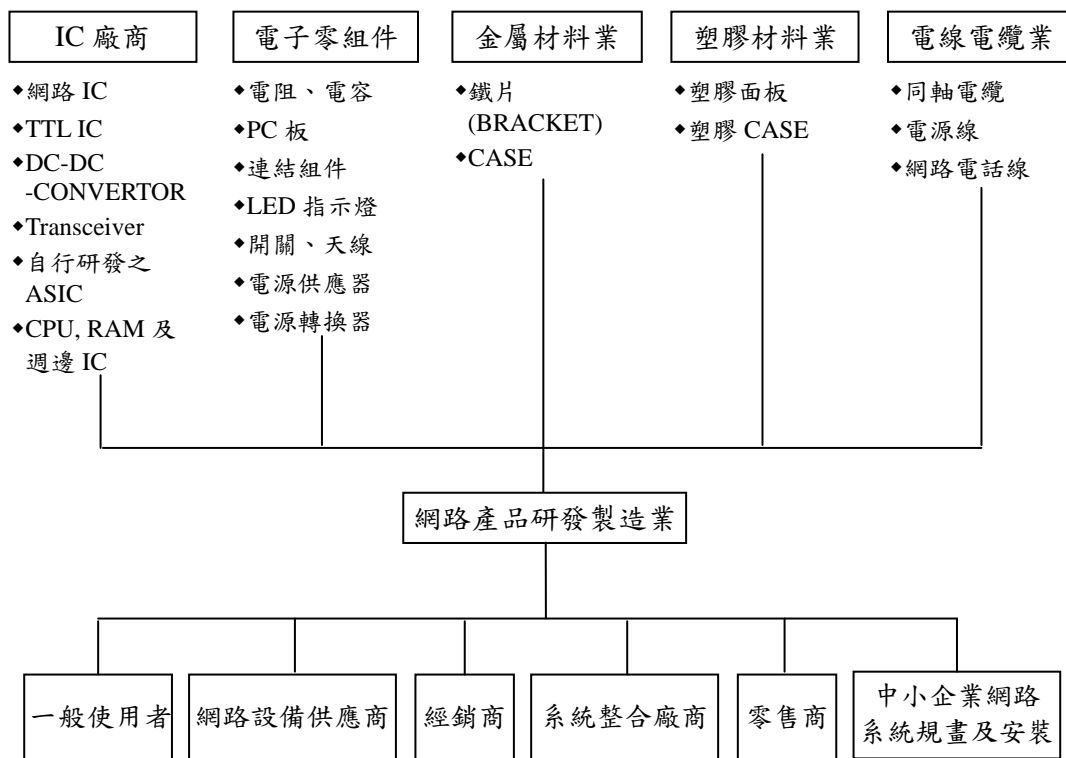 IC 廠商
◆網路 IC
◆TTL IC
◆DC-DC
-CONVERTOR
◆Transceiver
◆自行研發之
ASIC
◆CPU, RAM 及
週邊 IC
電子零組件
◆電阻、電容
◆PC 板
◆連結組件
◆LED 指示燈
◆開關、天線
◆電源供應器
◆電源轉換器
金屬材料業
◆鐵片
(BRACKET)
◆CASE
塑膠材料業
◆塑膠面板
◆塑膠 CASE
電線電纜業
◆同軸電纜
◆電源線
◆網路電話線
網路產品研發製造業
一般使用者
網路設備供應商
經銷商
系統整合廠商
零售商
中小企業網路
系統規畫及安裝